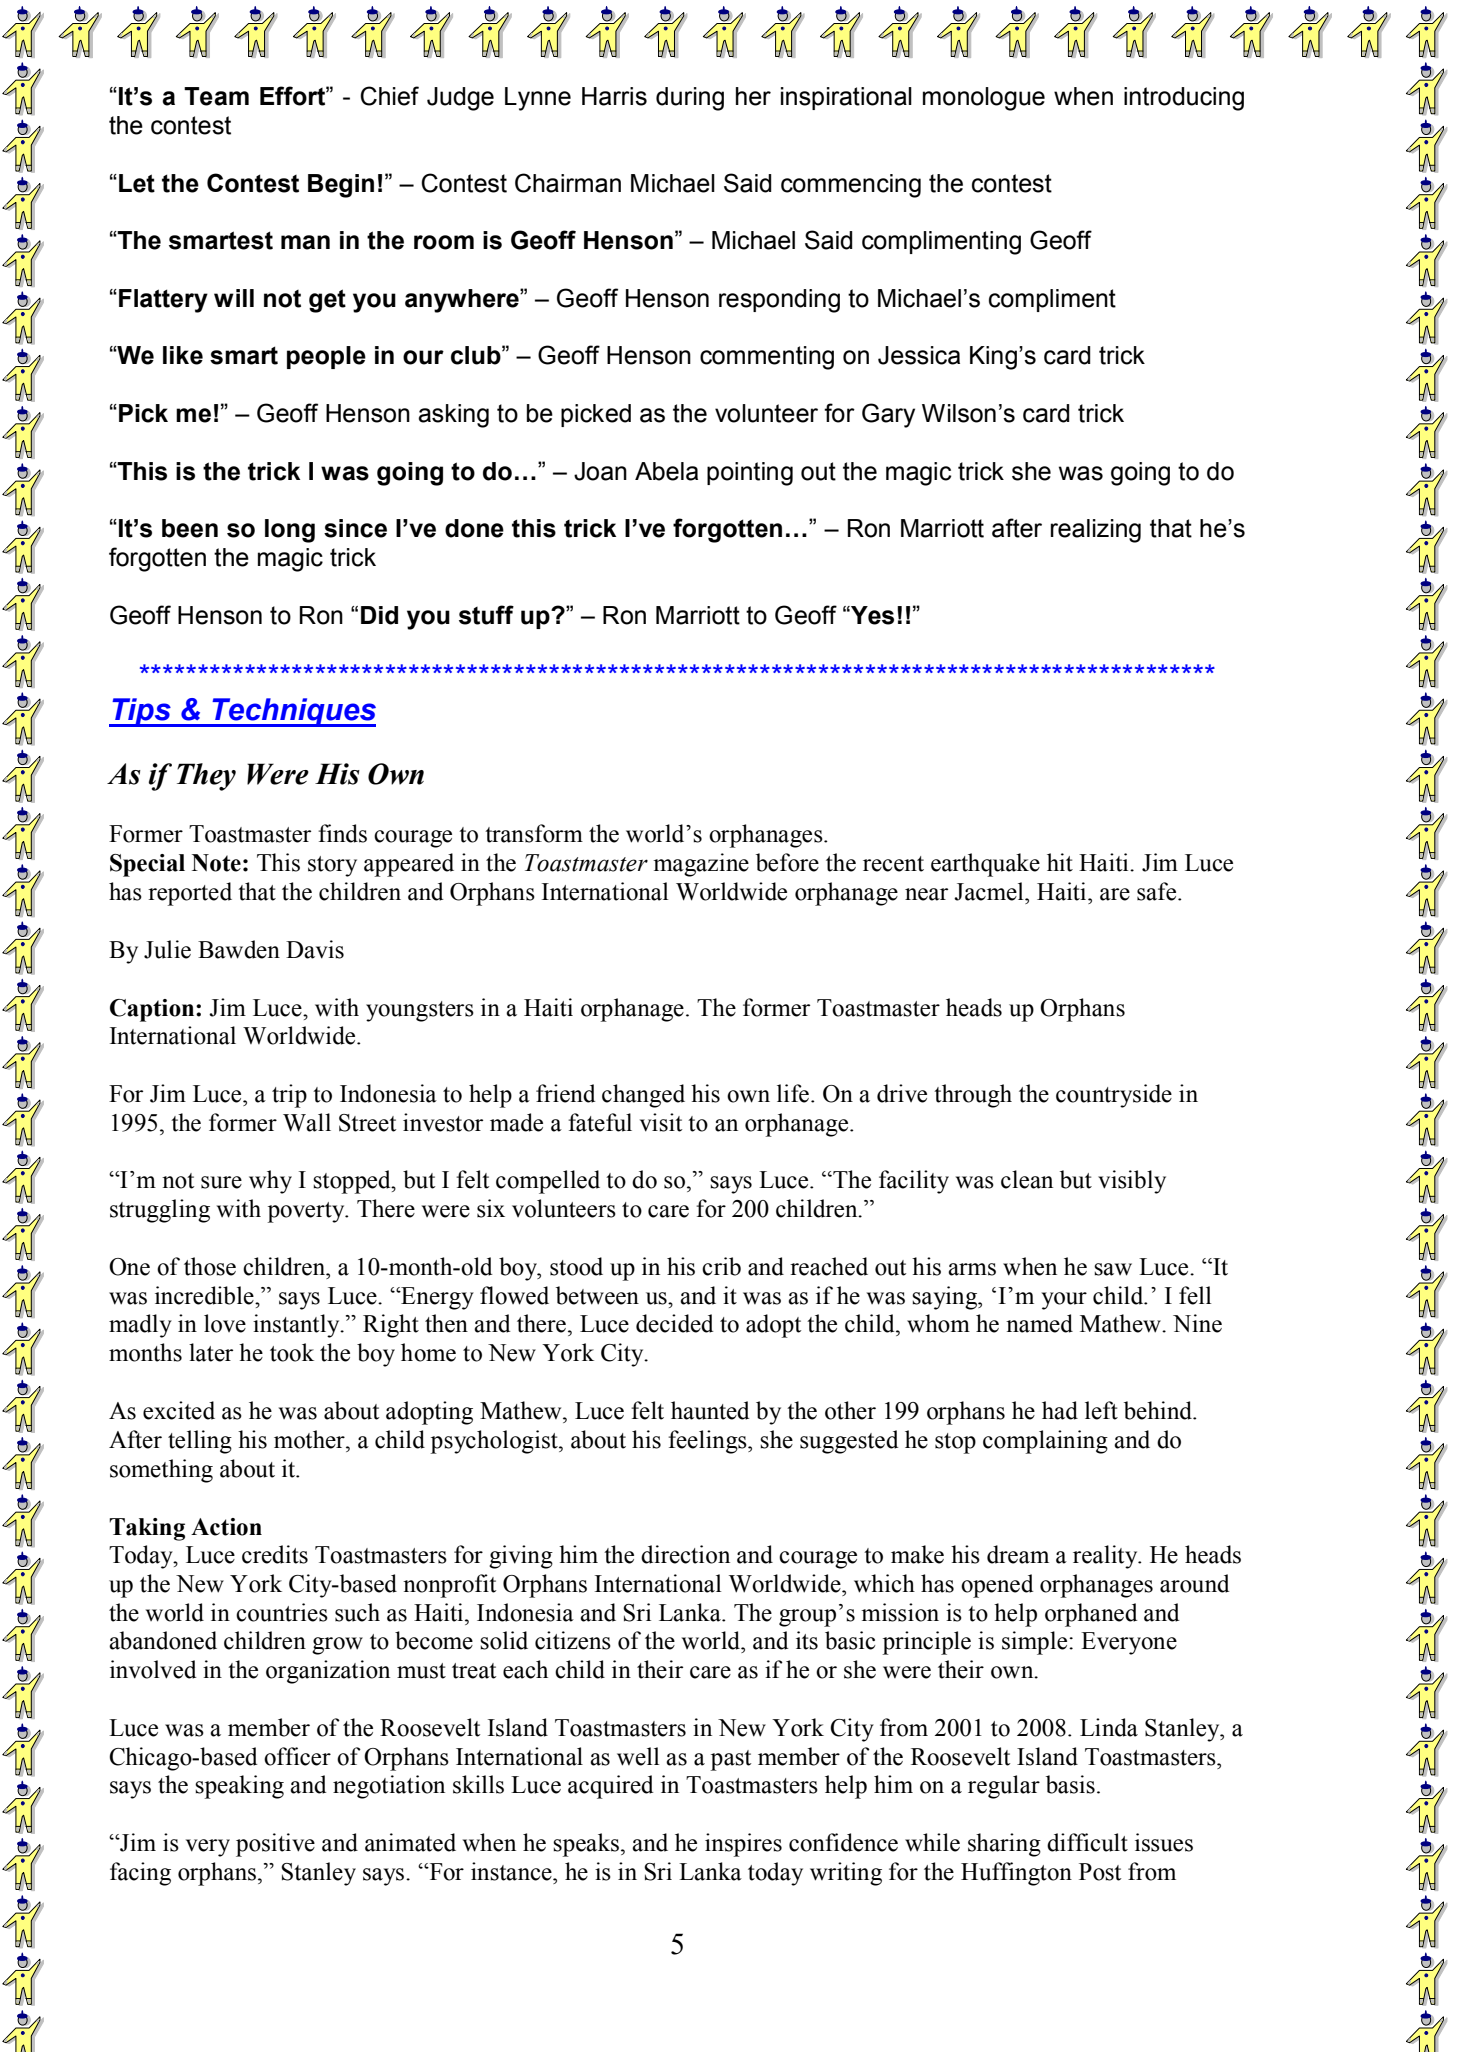 “It’s a Team Effort” - Chief Judge Lynne Harris during her inspirational monologue when introducing
the contest
“Let the Contest Begin!” – Contest Chairman Michael Said commencing the contest
“The smartest man in the room is Geoff Henson” – Michael Said complimenting Geoff
“Flattery will not get you anywhere” – Geoff Henson responding to Michael’s compliment
“We like smart people in our club” – Geoff Henson commenting on Jessica King’s card trick
“Pick me!” – Geoff Henson asking to be picked as the volunteer for Gary Wilson’s card trick
“This is the trick I was going to do…” – Joan Abela pointing out the magic trick she was going to do
“It’s been so long since I’ve done this trick I’ve forgotten…” – Ron Marriott after realizing that he’s
forgotten the magic trick
Geoff Henson to Ron “Did you stuff up?” – Ron Marriott to Geoff “Yes!!”
********************************************************************************************
Tips & Techniques
As if They Were His Own
Former Toastmaster finds courage to transform the world’s orphanages.
Special Note: This story appeared in the Toastmaster magazine before the recent earthquake hit Haiti. Jim Luce
has reported that the children and Orphans International Worldwide orphanage near Jacmel, Haiti, are safe.
By Julie Bawden Davis
Caption: Jim Luce, with youngsters in a Haiti orphanage. The former Toastmaster heads up Orphans
International Worldwide.
For Jim Luce, a trip to Indonesia to help a friend changed his own life. On a drive through the countryside in
1995, the former Wall Street investor made a fateful visit to an orphanage.
“I’m not sure why I stopped, but I felt compelled to do so,” says Luce. “The facility was clean but visibly
struggling with poverty. There were six volunteers to care for 200 children.”
One of those children, a 10-month-old boy, stood up in his crib and reached out his arms when he saw Luce. “It
was incredible,” says Luce. “Energy flowed between us, and it was as if he was saying, ‘I’m your child.’ I fell
madly in love instantly.” Right then and there, Luce decided to adopt the child, whom he named Mathew. Nine
months later he took the boy home to New York City.
As excited as he was about adopting Mathew, Luce felt haunted by the other 199 orphans he had left behind.
After telling his mother, a child psychologist, about his feelings, she suggested he stop complaining and do
something about it.
Taking Action
Today, Luce credits Toastmasters for giving him the direction and courage to make his dream a reality. He heads
up the New York City-based nonprofit Orphans International Worldwide, which has opened orphanages around
the world in countries such as Haiti, Indonesia and Sri Lanka. The group’s mission is to help orphaned and
abandoned children grow to become solid citizens of the world, and its basic principle is simple: Everyone
involved in the organization must treat each child in their care as if he or she were their own.
Luce was a member of the Roosevelt Island Toastmasters in New York City from 2001 to 2008. Linda Stanley, a
Chicago-based officer of Orphans International as well as a past member of the Roosevelt Island Toastmasters,
says the speaking and negotiation skills Luce acquired in Toastmasters help him on a regular basis.
“Jim is very positive and animated when he speaks, and he inspires confidence while sharing difficult issues
facing orphans,” Stanley says. “For instance, he is in Sri Lanka today writing for the Huffington Post from
5